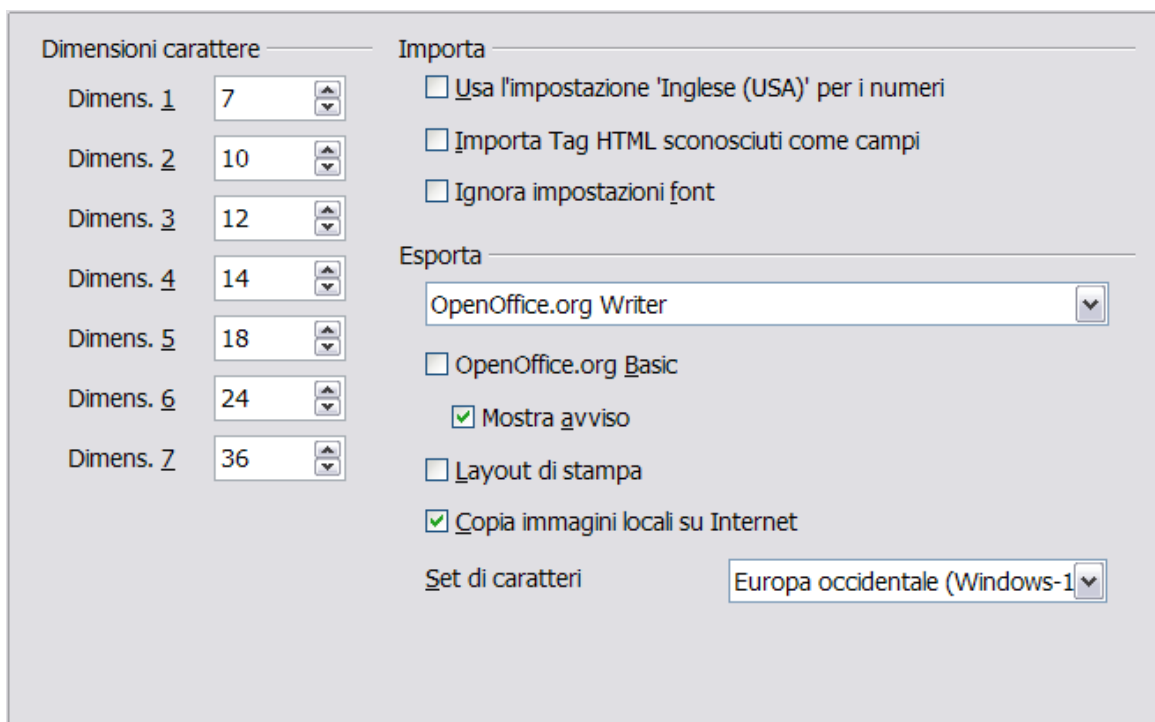 Dimensioni carattere
Dimens. 1 7
Dimens. 2 10
Dimens. 3 12
Dimens. 4 14
Dimens. 5 18
Dimens. 6 24
Dimens. 7 36
Importa
Usa l'impostazione 'Inglese (USA)' per i numeri
Importa Tag HTML sconosciuti come campi
Ignora impostazioni font
Esporta
OpenOffice.org Writer
OpenOffice.org Basic
Mostra avviso
Layout di stampa
Copia immagini locali su Internet
Set di caratteri Europa occidentale (Windows-1